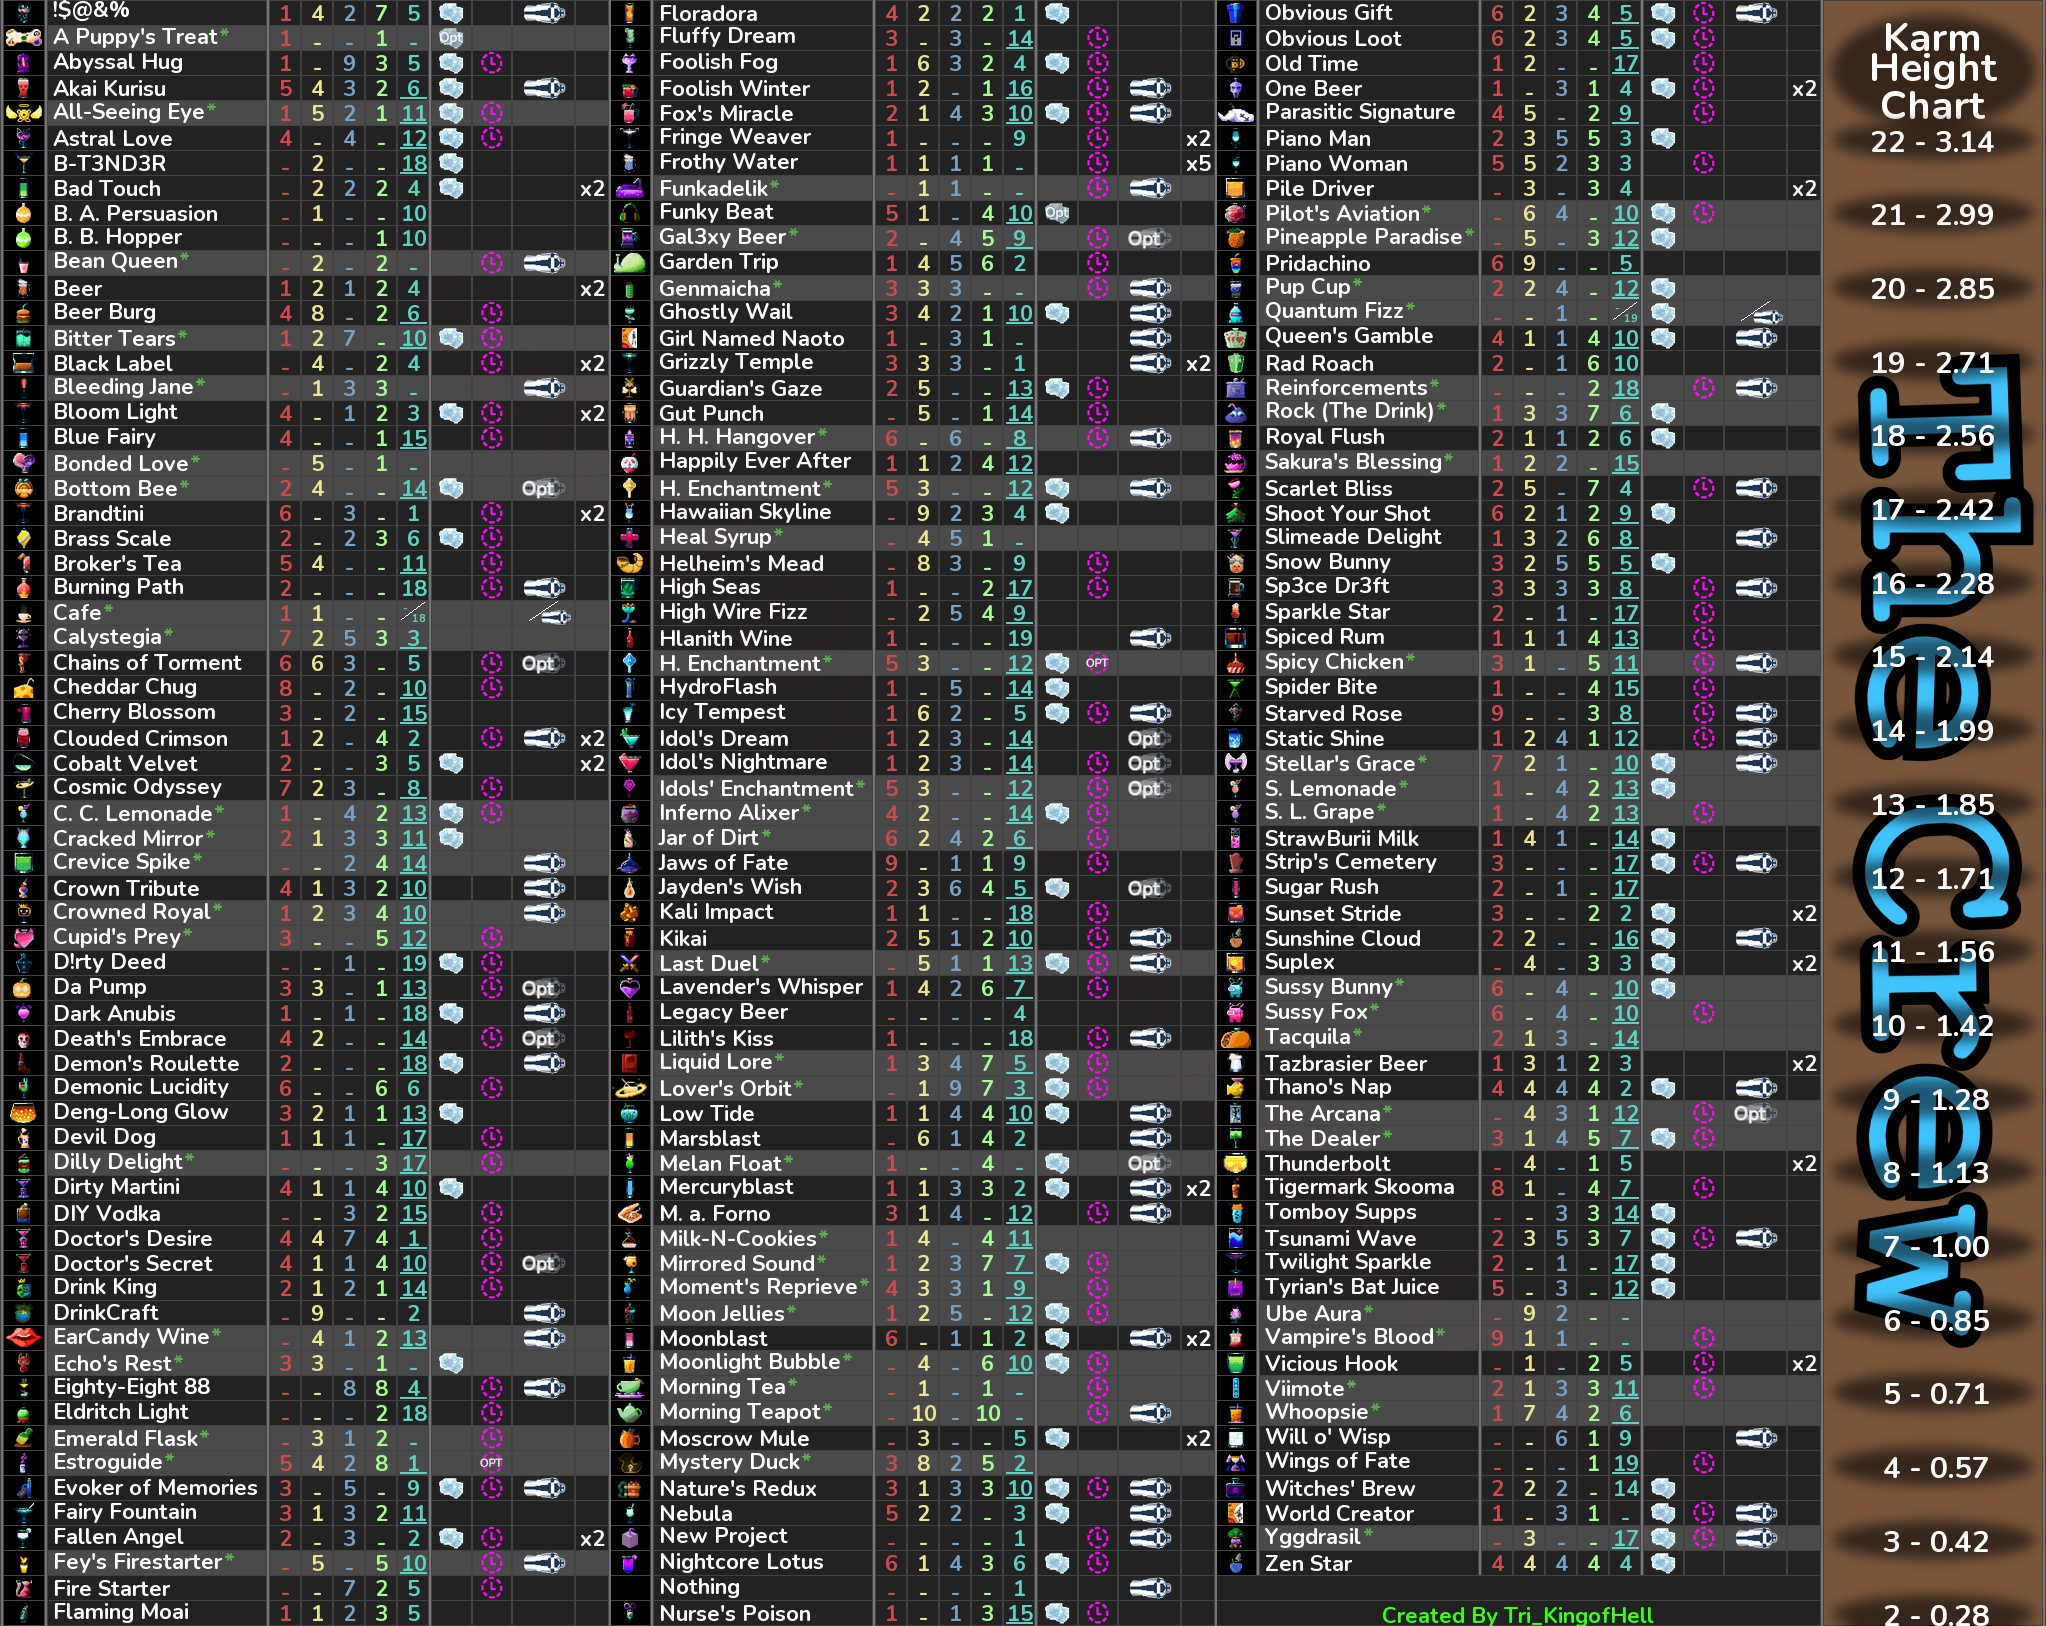 !$@&% 1 4 2 7 5
A Puppy's Treat* 1 - - 1 - Opt
Abyssal Hug 1 - 9 3 5
Akai Kurisu 5 4 3 2 6
All-Seeing Eye* 1 5 2 1 11
Astral Love 4 - 4 - 12
B-T3ND3R - 2 - - 18
Bad Touch - 2 2 2 4 x2
B. A. Persuasion - 1 - - 10
B. B. Hopper - - - 1 10
Bean Queen* - 2 - 2 -
Beer 1 2 1 2 4 x2
Beer Burg 4 8 - 2 6
Bitter Tears* 1 2 7 - 10
Black Label - 4 - 2 4 x2
Bleeding Jane* - 1 3 3 -
Bloom Light 4 - 1 2 3 x2
Blue Fairy 4 - - 1 15
Bonded Love* - 5 - 1 -
Bottom Bee* 2 4 - - 14 Opt
Brandtini 6 - 3 - 1 x2
Brass Scale 2 - 2 3 6
Broker's Tea 5 4 - - 11
Burning Path 2 - - - 18
Cafe* 1 1 - - -/18
Calystegia* 7 2 5 3 3
Chains of Torment 6 6 3 - 5 Opt
Cheddar Chug 8 - 2 - 10
Cherry Blossom 3 - 2 - 15
Clouded Crimson 1 2 - 4 2 x2
Cobalt Velvet 2 - - 3 5 x2
Cosmic Odyssey 7 2 3 - 8
C. C. Lemonade* 1 - 4 2 13
Cracked Mirror* 2 1 3 3 11
Crevice Spike* - - 2 4 14
Crown Tribute 4 1 3 2 10
Crowned Royal* 1 2 3 4 10
Cupid's Prey* 3 - - 5 12
D!rty Deed - - 1 - 19
Da Pump 3 3 - 1 13 Opt
Dark Anubis 1 - 1 - 18
Death's Embrace 4 2 - - 14 Opt
Demon's Roulette 2 - - - 18
Demonic Lucidity 6 - - 6 6
Deng-Long Glow 3 2 1 1 13
Devil Dog 1 1 1 - 17
Dilly Delight* - - - 3 17
Dirty Martini 4 1 1 4 10
DIY Vodka - - 3 2 15
Doctor's Desire 4 4 7 4 1
Doctor's Secret 4 1 1 4 10 Opt
Drink King 2 1 2 1 14
DrinkCraft - 9 - - 2
EarCandy Wine* - 4 1 2 13
Echo's Rest* 3 3 - 1 -
Eighty-Eight 88 - - 8 8 4
Eldritch Light - - - 2 18
Emerald Flask* - 3 1 2 -
Estroguide* 5 4 2 8 1 OPT
Evoker of Memories 3 - 5 - 9
Fairy Fountain 3 1 3 2 11
Fallen Angel 2 - 3 - 2 x2
Fey's Firestarter* - 5 - 5 10
Fire Starter - - 7 2 5
Flaming Moai 1 1 2 3 5
Floradora 4 2 2 2 1
Fluffy Dream 3 - 3 - 14
Foolish Fog 1 6 3 2 4
Foolish Winter 1 2 - 1 16
Fox's Miracle 2 1 4 3 10
Fringe Weaver 1 - - - 9 x2
Frothy Water 1 1 1 1 - x5
Funkadelik* - 1 1 - -
Funky Beat 5 1 - 4 10 Opt
Gal3xy Beer* 2 - 4 5 9 Opt
Garden Trip 1 4 5 6 2
Genmaicha* 3 3 3 - -
Ghostly Wail 3 4 2 1 10
Girl Named Naoto 1 - 3 1 -
Grizzly Temple 3 3 3 - 1 x2
Guardian's Gaze 2 5 - - 13
Gut Punch - 5 - 1 14
H. H. Hangover* 6 - 6 - 8
Happily Ever After 1 1 2 4 12
H. Enchantment* 5 3 - - 12
Hawaiian Skyline - 9 2 3 4
Heal Syrup* - 4 5 1 -
Helheim's Mead - 8 3 - 9
High Seas 1 - - 2 17
High Wire Fizz - 2 5 4 9
Hlanith Wine 1 - - - 19
H. Enchantment* 5 3 - - 12 OPT
HydroFlash 1 - 5 - 14
Icy Tempest 1 6 2 - 5
Idol's Dream 1 2 3 - 14 Opt
Idol's Nightmare 1 2 3 - 14 Opt
Idols' Enchantment* 5 3 - - 12 Opt
Inferno Alixer* 4 2 - - 14
Jar of Dirt* 6 2 4 2 6
Jaws of Fate 9 - 1 1 9
Jayden's Wish 2 3 6 4 5 Opt
Kali Impact 1 1 - - 18
Kikai 2 5 1 2 10
Last Duel* - 5 1 1 13
Lavender's Whisper 1 4 2 6 7
Legacy Beer - - - - 4
Lilith's Kiss 1 - - - 18
Liquid Lore* 1 3 4 7 5
Lover's Orbit* - 1 9 7 3
Low Tide 1 1 4 4 10
Marsblast - 6 1 4 2
Melan Float* 1 - - 4 - Opt
Mercuryblast 1 1 3 3 2 x2
M. a. Forno 3 1 4 - 12
Milk-N-Cookies* 1 4 - 4 11
Mirrored Sound* 1 2 3 7 7
Moment's Reprieve* 4 3 3 1 9
Moon Jellies* 1 2 5 - 12
Moonblast 6 - 1 1 2 x2
Moonlight Bubble* - 4 - 6 10
Morning Tea* - 1 - 1 -
Morning Teapot* - 10 - 10 -
Moscrow Mule - 3 - - 5 x2
Mystery Duck* 3 8 2 5 2
Nature's Redux 3 1 3 3 10
Nebula 5 2 2 - 3
New Project - - - - 1
Nightcore Lotus 6 1 4 3 6
Nothing - - - - 1
Nurse's Poison 1 - 1 3 15
Obvious Gift 6 2 3 4 5
Obvious Loot 6 2 3 4 5
Old Time 1 2 - - 17
One Beer 1 - 3 1 4 x2
Parasitic Signature 4 5 - 2 9
Piano Man 2 3 5 5 3
Piano Woman 5 5 2 3 3
Pile Driver - 3 - 3 4 x2
Pilot's Aviation* - 6 4 - 10
Pineapple Paradise* - 5 - 3 12
Pridachino 6 9 - - 5
Pup Cup* 2 2 4 - 12
Quantum Fizz* - - 1 - -/19
Queen's Gamble 4 1 1 4 10
Rad Roach 2 - 1 6 10
Reinforcements* - - - 2 18
Rock (The Drink)* 1 3 3 7 6
Royal Flush 2 1 1 2 6
Sakura's Blessing* 1 2 2 - 15
Scarlet Bliss 2 5 - 7 4
Shoot Your Shot 6 2 1 2 9
Slimeade Delight 1 3 2 6 8
Snow Bunny 3 2 5 5 5
Sp3ce Dr3ft 3 3 3 3 8
Sparkle Star 2 - 1 - 17
Spiced Rum 1 1 1 4 13
Spicy Chicken* 3 1 - 5 11
Spider Bite 1 - - 4 15
Starved Rose 9 - - 3 8
Static Shine 1 2 4 1 12
Stellar's Grace* 7 2 1 - 10
S. Lemonade* 1 - 4 2 13
S. L. Grape* 1 - 4 2 13
StrawBurii Milk 1 4 1 - 14
Strip's Cemetery 3 - - - 17
Sugar Rush 2 - 1 - 17
Sunset Stride 3 - - 2 2 x2
Sunshine Cloud 2 2 - - 16
Suplex - 4 - 3 3 x2
Sussy Bunny* 6 - 4 - 10
Sussy Fox* 6 - 4 - 10
Tacquila* 2 1 3 - 14
Tazbrasier Beer 1 3 1 2 3 x2
Thano's Nap 4 4 4 4 2
The Arcana* - 4 3 1 12 Opt
The Dealer* 3 1 4 5 7
Thunderbolt - 4 - 1 5 x2
Tigermark Skooma 8 1 - 4 7
Tomboy Supps - - 3 3 14
Tsunami Wave 2 3 5 3 7
Twilight Sparkle 2 - 1 - 17
Tyrian's Bat Juice 5 - 3 - 12
Ube Aura* - 9 2 - -
Vampire's Blood* 9 1 1 - -
Vicious Hook - 1 - 2 5 x2
Viimote* 2 1 3 3 11
Whoopsie* 1 7 4 2 6
Will o' Wisp - - 6 1 9
Wings of Fate - - - 1 19
Witches' Brew 2 2 2 - 14
World Creator 1 - 3 1 -
Yggdrasil* - 3 - - 17
Zen Star 4 4 4 4 4
Created By Tri_KingofHell
Karm
Height
Chart
22 - 3.14
21 - 2.99
20 - 2.85
19 - 2.71
18 - 2.56
17 - 2.42
16 - 2.28
15 - 2.14
14 - 1.99
13 - 1.85
12 - 1.71
11 - 1.56
10 - 1.42
9 - 1.28
8 - 1.13
7 - 1.00
6 - 0.85
5 - 0.71
4 - 0.57
3 - 0.42
2 - 0.28
The Crew